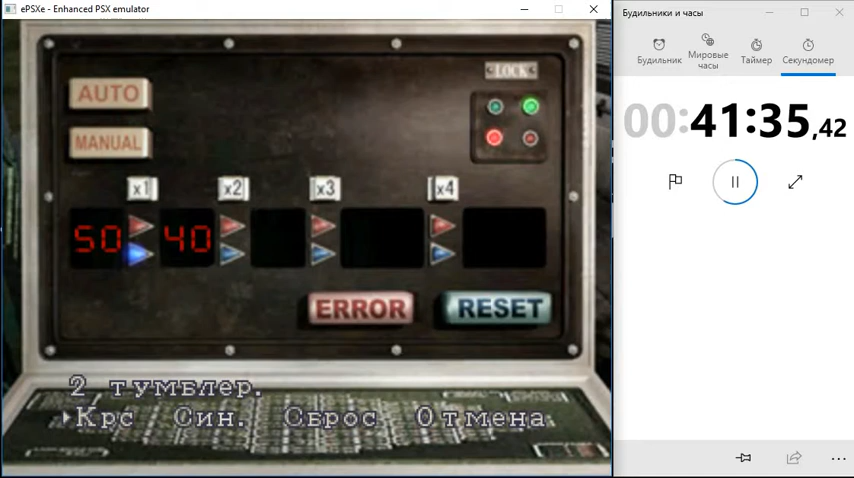 ePSXe - Enhanced PSX emulator
Будильники и часы
Будильник
Мировые часы
Таймер
Секундомер
00:41:35,42
LOCK
AUTO
MANUAL
x1 x2 x3 x4
50 40
ERROR RESET
2 тумблер.
Крс Син. Сброс Отмена